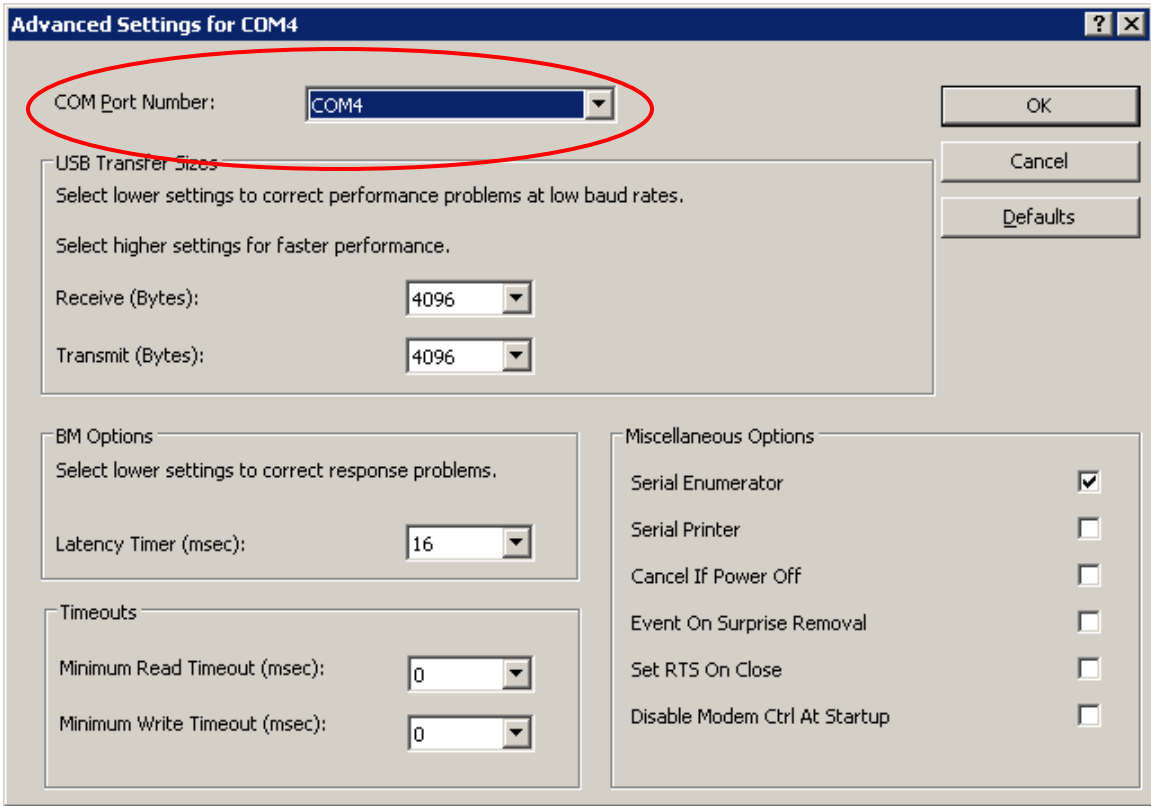 Advanced Settings for COM4
COM Port Number: COM4
OK
Cancel
Defaults
USB Transfer Sizes
Select lower settings to correct performance problems at low baud rates.
Select higher settings for faster performance.
Receive (Bytes): 4096
Transmit (Bytes): 4096
BM Options
Select lower settings to correct response problems.
Latency Timer (msec): 16
Timeouts
Minimum Read Timeout (msec): 0
Minimum Write Timeout (msec): 0
Miscellaneous Options
Serial Enumerator
Serial Printer
Cancel If Power Off
Event On Surprise Removal
Set RTS On Close
Disable Modem Ctrl At Startup